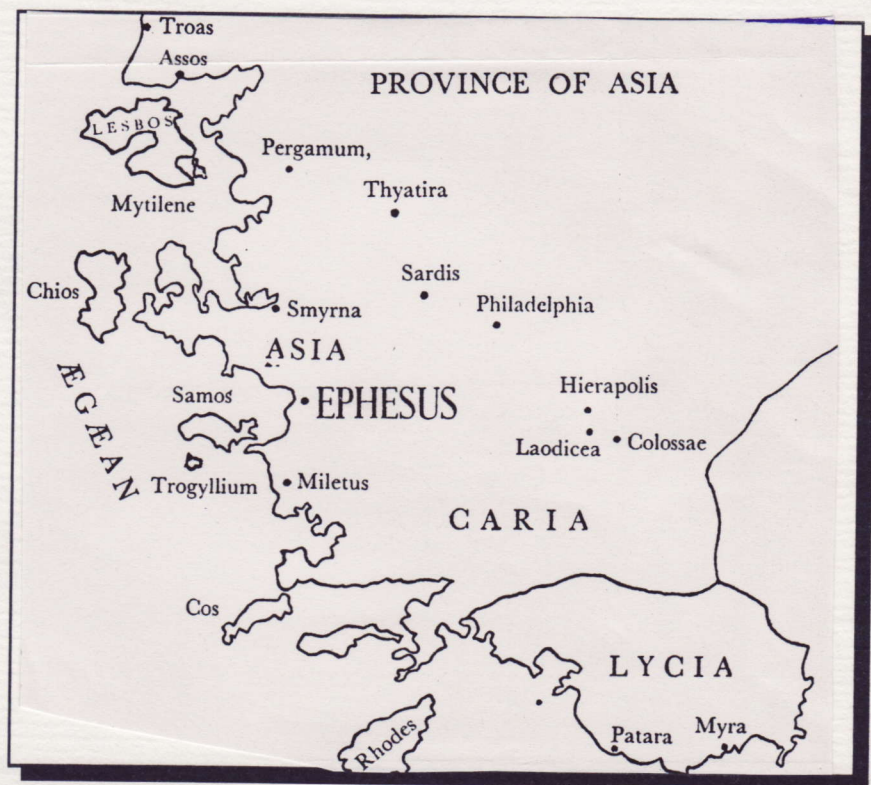 Troas
Assos
PROVINCE OF ASIA
LESBOS
Pergamum,
Thyatira
Mytilene
Sardis
Chios
Philadelphia
Smyrna
ASIA
ÆGÆAN
Hierapolis
Samos
EPHESUS
Laodicea
Colossae
Trogyllium
Miletus
CARIA
Cos
LYCIA
Rhodes
Patara
Myra